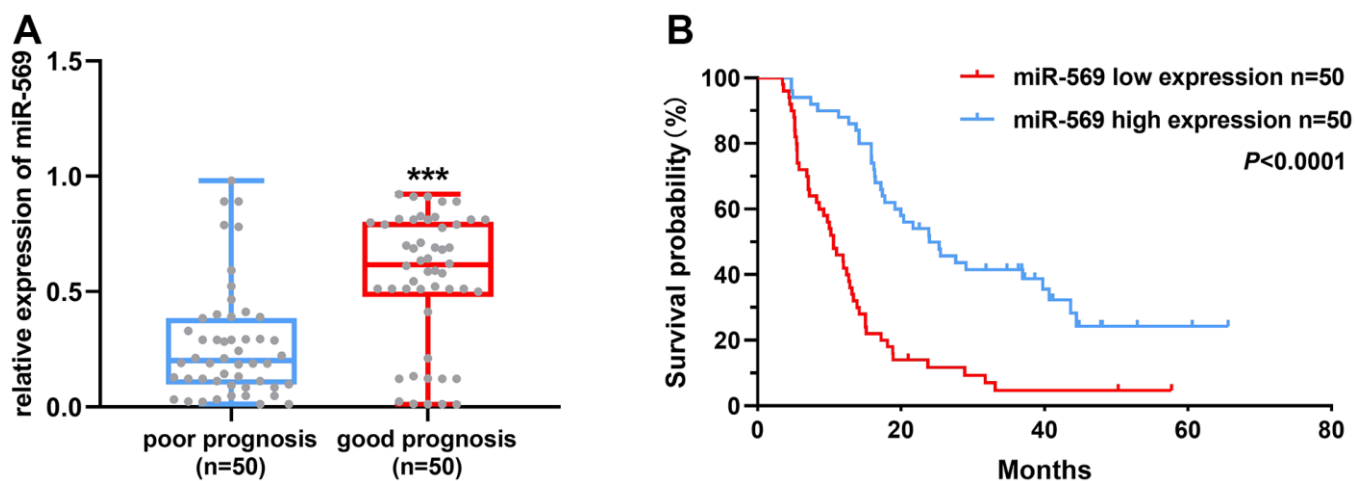 A
relative expression of miR-569
1.5
1.0
0.5
0.0
***
poor prognosis
(n=50)
good prognosis
(n=50)
B
Survival probability (%)
100
80
60
40
20
0
miR-569 low expression n=50
miR-569 high expression n=50
P<0.0001
0 20 40 60 80
Months